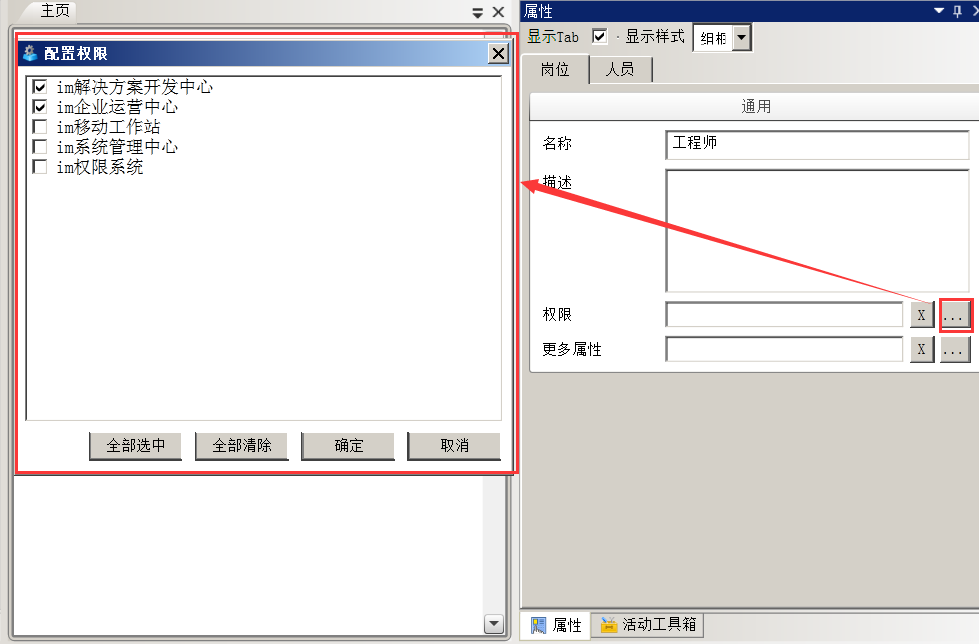 主页
配置权限
im解决方案开发中心
im企业运营中心
im移动工作站
im系统管理中心
im权限系统
全部选中 全部清除 确定 取消
属性
显示Tab · 显示样式 细粗
岗位 人员
通用
名称 工程师
描述
权限 X ...
更多属性 X ...
属性 活动工具箱